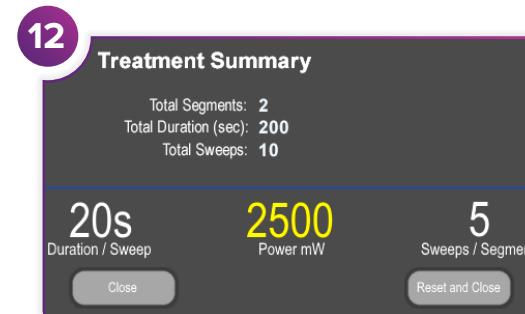 12
Treatment Summary
Total Segments: 2
Total Duration (sec): 200
Total Sweeps: 10
20s 2500 5
Duration / Sweep Power mW Sweeps /
Close Reset and Close